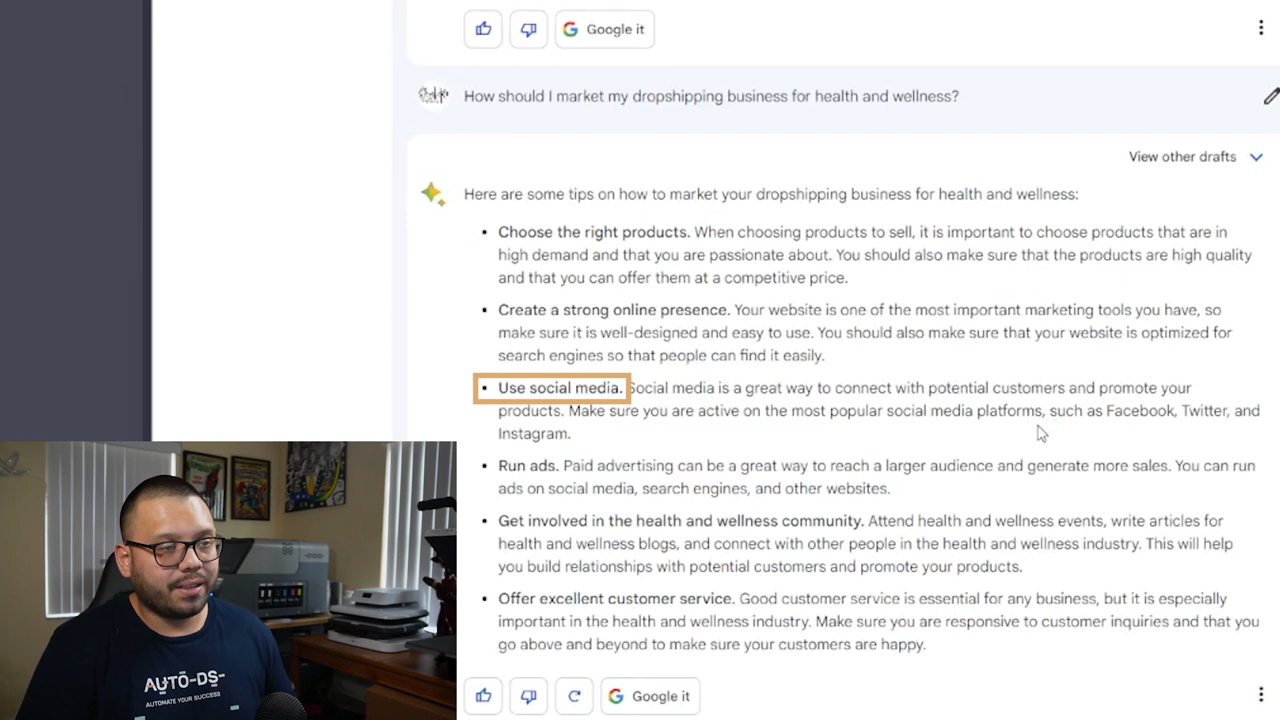 Google it
How should I market my dropshipping business for health and wellness?
View other drafts
Here are some tips on how to market your dropshipping business for health and wellness:
• Choose the right products. When choosing products to sell, it is important to choose products that are in
high demand and that you are passionate about. You should also make sure that the products are high quality
and that you can offer them at a competitive price.
• Create a strong online presence. Your website is one of the most important marketing tools you have, so
make sure it is well-designed and easy to use. You should also make sure that your website is optimized for
search engines so that people can find it easily.
• Use social media. Social media is a great way to connect with potential customers and promote your
products. Make sure you are active on the most popular social media platforms, such as Facebook, Twitter, and
Instagram.
• Run ads. Paid advertising can be a great way to reach a larger audience and generate more sales. You can run
ads on social media, search engines, and other websites.
• Get involved in the health and wellness community. Attend health and wellness events, write articles for
health and wellness blogs, and connect with other people in the health and wellness industry. This will help
you build relationships with potential customers and promote your products.
• Offer excellent customer service. Good customer service is essential for any business, but it is especially
important in the health and wellness industry. Make sure you are responsive to customer inquiries and that you
go above and beyond to make sure your customers are happy.
Google it
AUTO-DS-
AUTOMATE YOUR SUCCESS